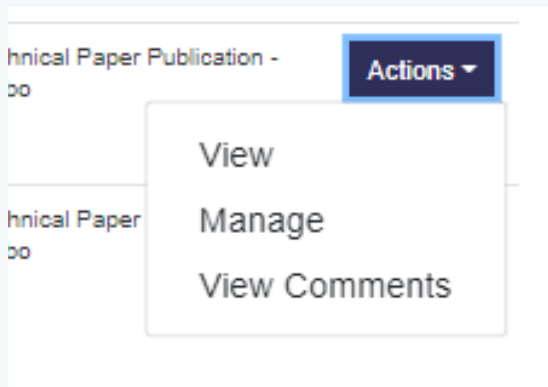 hnical Paper Publication -
oo
Actions
View
Manage
View Comments
hnical Paper
oo